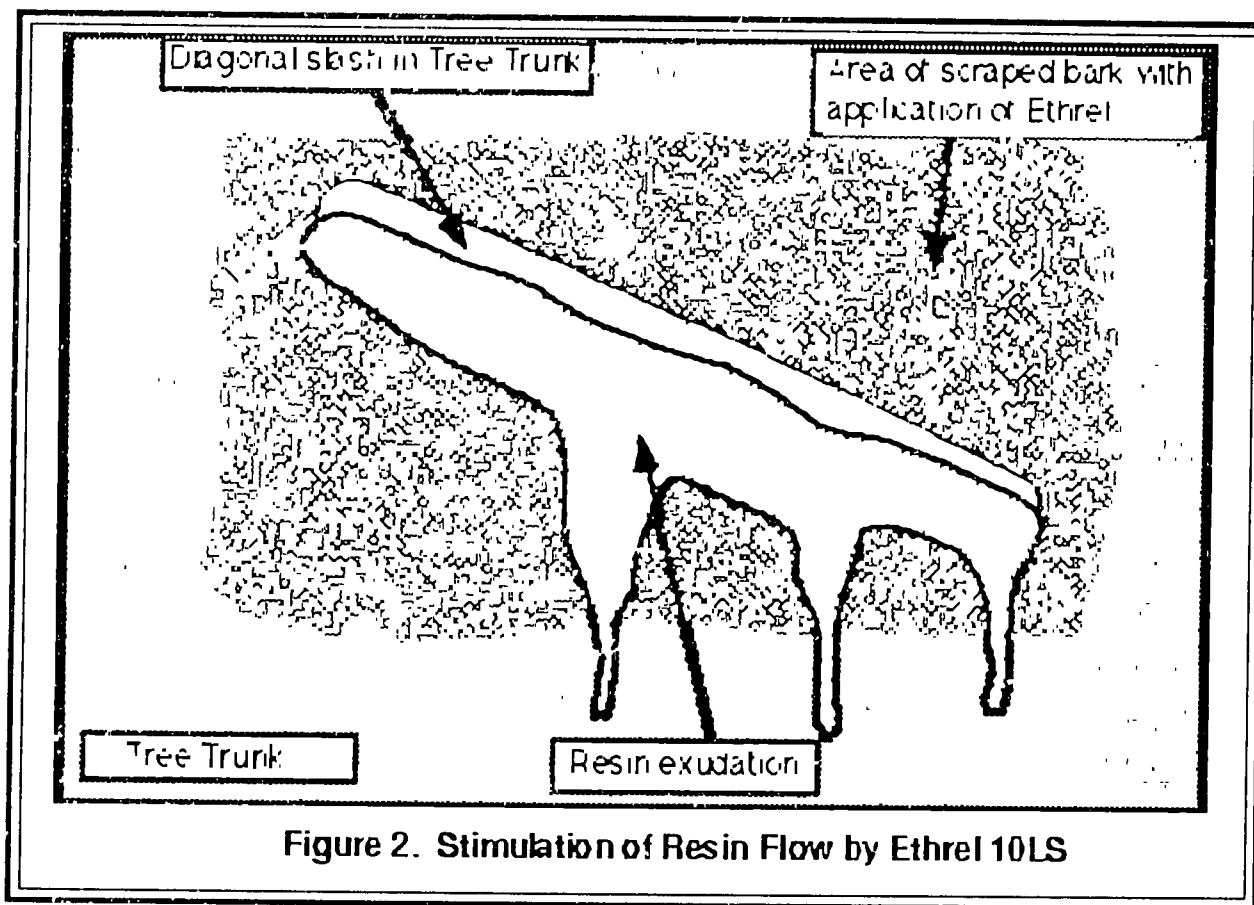 Diagonal slash in Tree Trunk
Area of scraped bark with
application of Ethrel
Tree Trunk
Resin exudation
Figure 2. Stimulation of Resin Flow by Ethrel 10LS